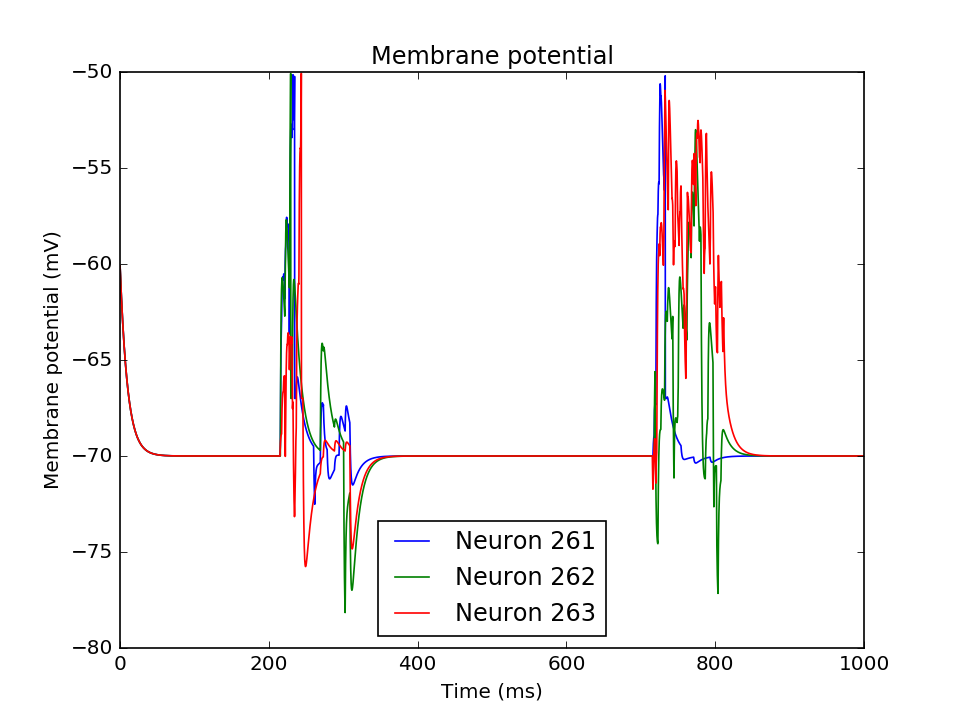 Membrane potential
−50
−55
−60
−65
−70
−75
−80
Membrane potential (mV)
Neuron 261
Neuron 262
Neuron 263
0 200 400 600 800 1000
Time (ms)